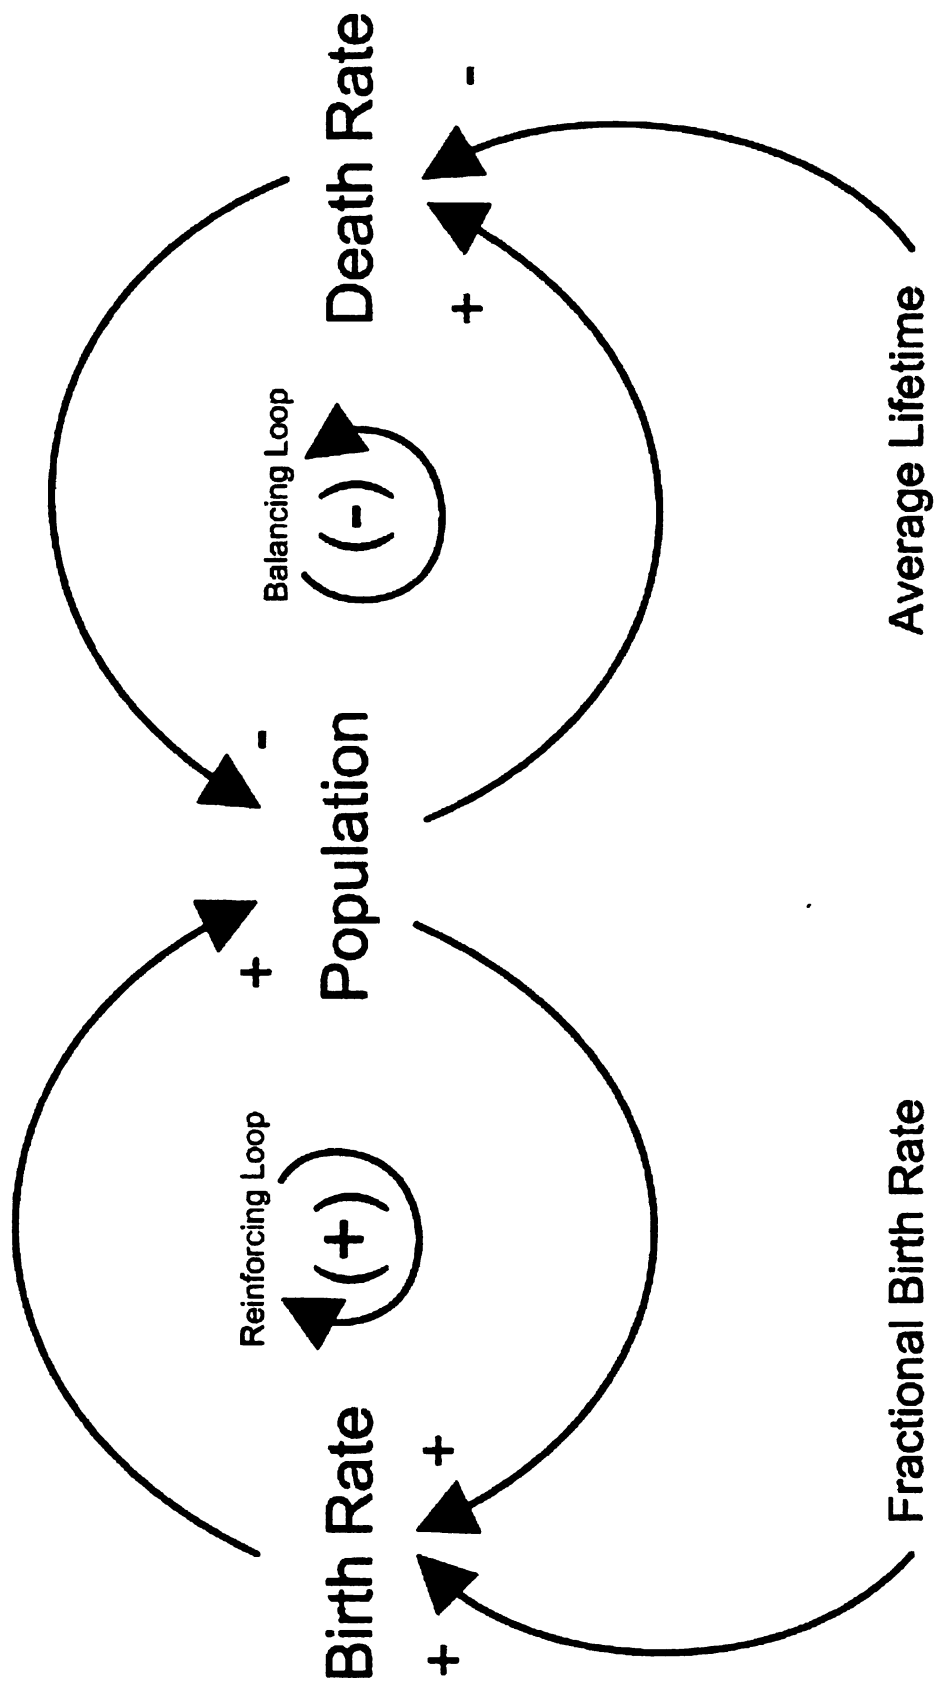 Reinforcing Loop
Balancing Loop
+
-
Birth Rate
(+)
Population
(-)
Death Rate
+
+
+
-
Fractional Birth Rate
Average Lifetime